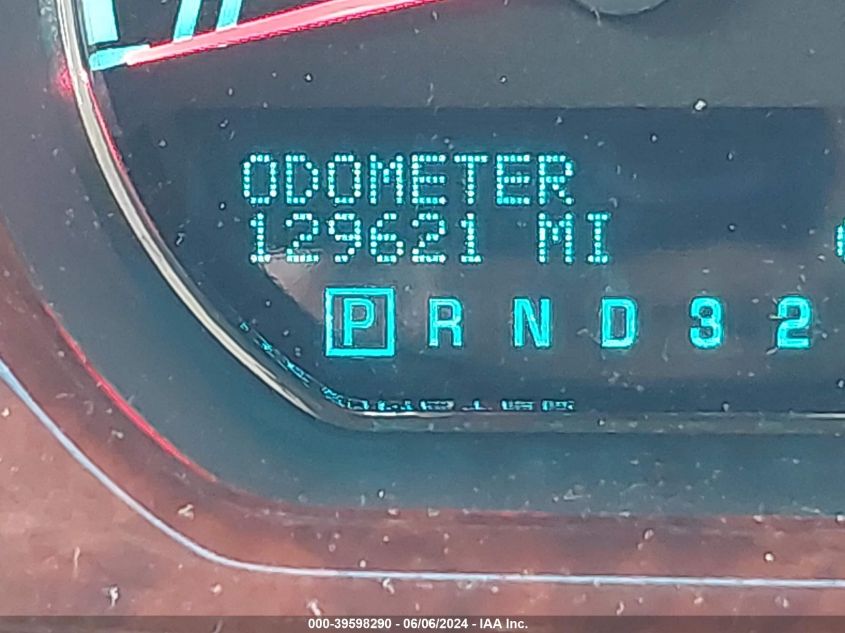 ODOMETER
129621 MI
P R N D 3 2
000-39598290 - 06/06/2024 - IAA Inc.